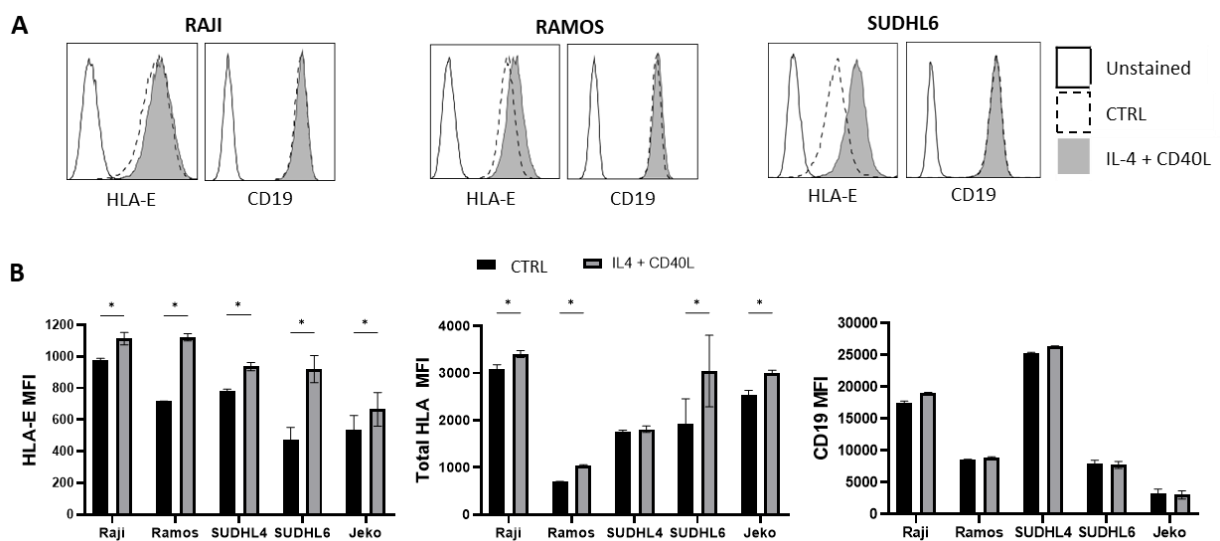 A
RAJI
RAMOS
SUDHL6
HLA-E
CD19
HLA-E
CD19
HLA-E
CD19
Unstained
CTRL
IL-4 + CD40L
B
CTRL
IL4 + CD40L
HLA-E MFI
1200
1000
800
600
400
200
0
* * * * *
Raji Ramos SUDHL4 SUDHL6 Jeko
Total HLA MFI
4000
3000
2000
1000
0
* * * *
Raji Ramos SUDHL4 SUDHL6 Jeko
CD19 MFI
30000
25000
20000
15000
10000
5000
0
Raji Ramos SUDHL4 SUDHL6 Jeko